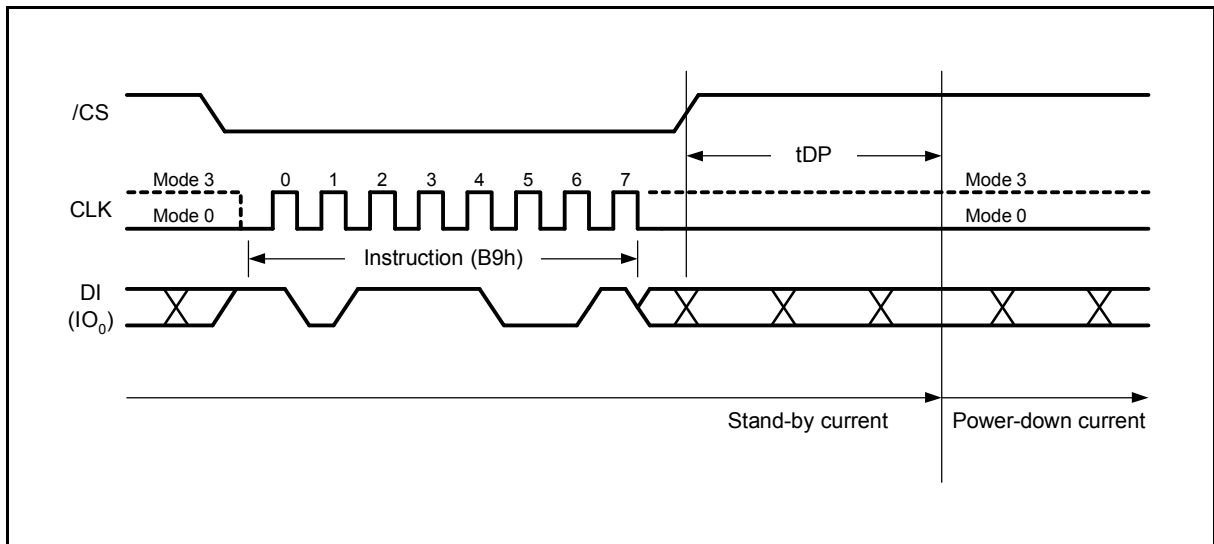 /CS
tDP
Mode 3 0 1 2 3 4 5 6 7 Mode 3
CLK
Mode 0 Mode 0
Instruction (B9h)
DI
(IO0)
Stand-by current Power-down current